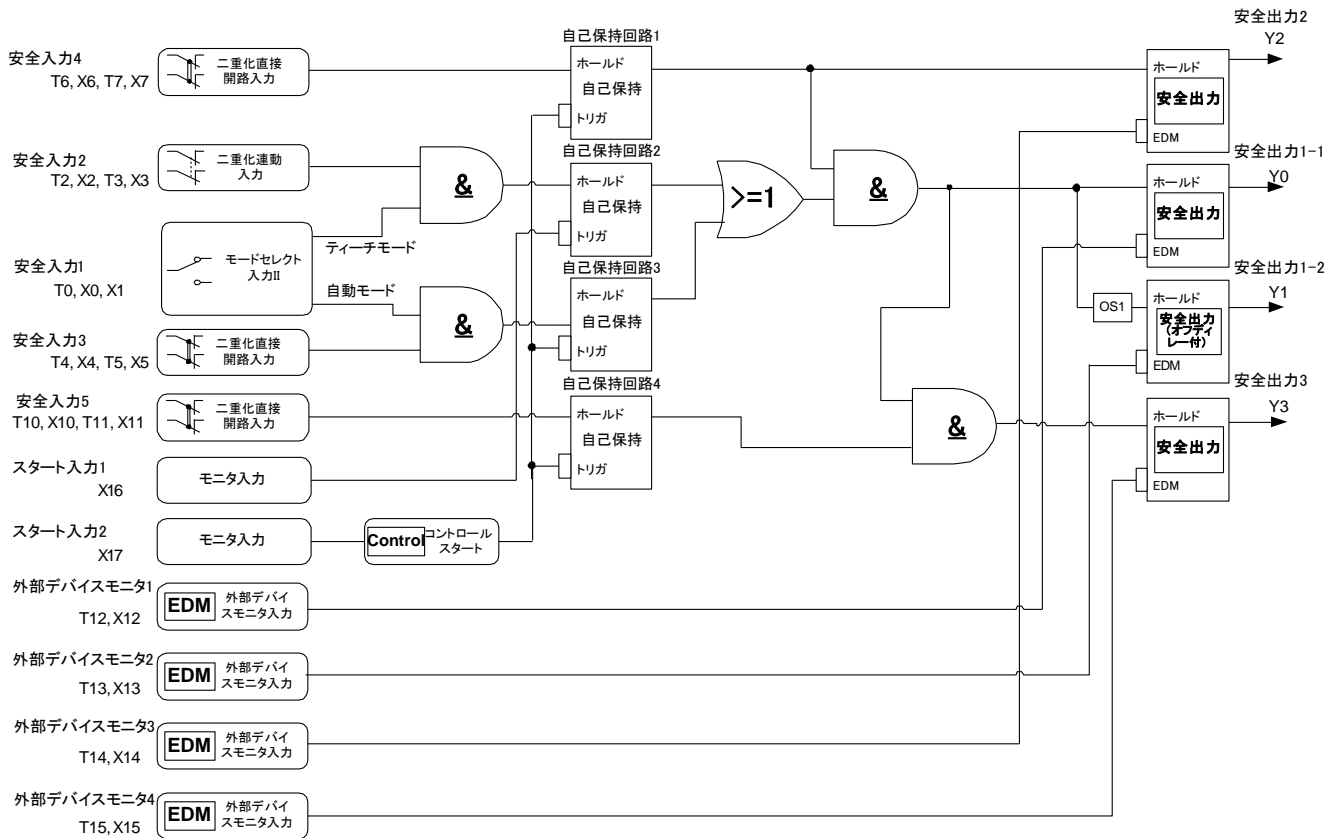 安全入力4
T6, X6, T7, X7
二重化直接
開路入力
安全入力2
T2, X2, T3, X3
二重化連動
入力
安全入力1
T0, X0, X1
モードセレクト
入力II
ティーチモード
自動モード
安全入力3
T4, X4, T5, X5
二重化直接
開路入力
安全入力5
T10, X10, T11, X11
二重化直接
開路入力
スタート入力1
X16
モニタ入力
スタート入力2
X17
モニタ入力
Control
コントロール
スタート
外部デバイスモニタ1
T12, X12
EDM
外部デバイ
スモニタ入力
外部デバイスモニタ2
T13, X13
EDM
外部デバイ
スモニタ入力
外部デバイスモニタ3
T14, X14
EDM
外部デバイ
スモニタ入力
外部デバイスモニタ4
T15, X15
EDM
外部デバイ
スモニタ入力
&
&
自己保持回路1
ホールド
自己保持
トリガ
自己保持回路2
ホールド
自己保持
トリガ
自己保持回路3
ホールド
自己保持
トリガ
自己保持回路4
ホールド
自己保持
トリガ
>=1
&
&
OS1
安全出力2
Y2
ホールド
安全出力
EDM
安全出力1-1
Y0
ホールド
安全出力
EDM
安全出力1-2
Y1
ホールド
安全出力
(オフディ
レー付)
EDM
安全出力3
Y3
ホールド
安全出力
EDM